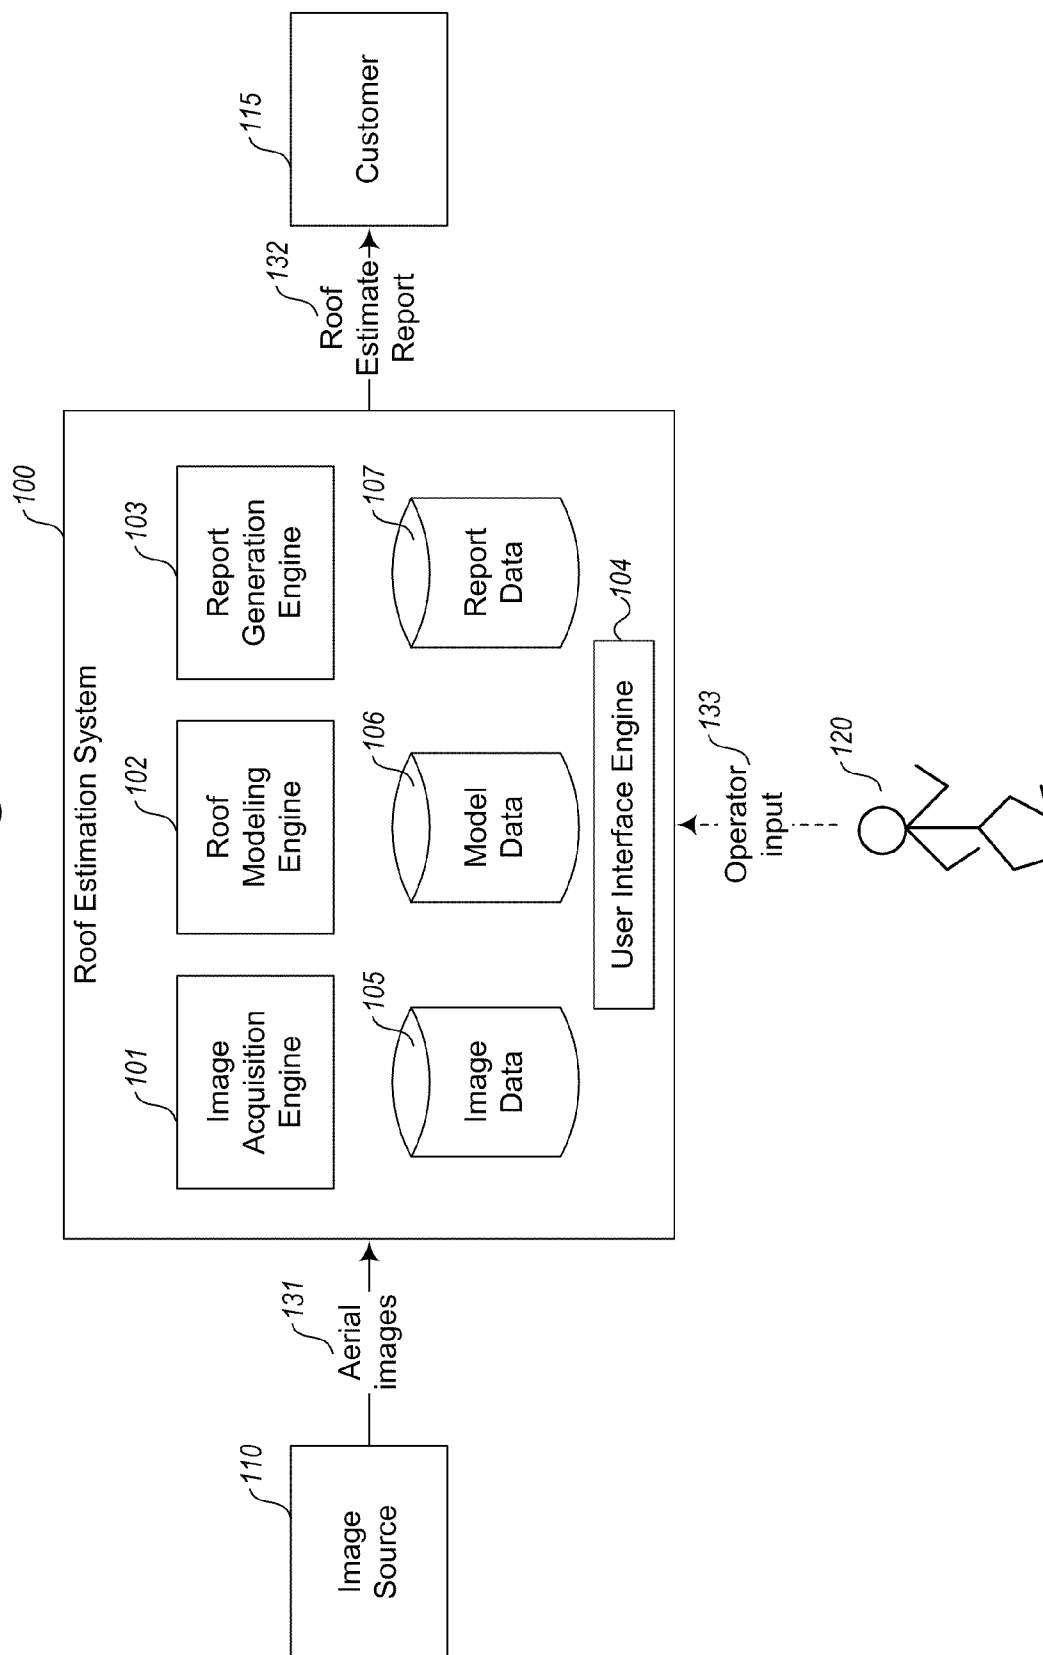 100
Roof Estimation System
101
Image
Acquisition
Engine
102
Roof
Modeling
Engine
103
Report
Generation
Engine
105
Image
Data
106
Model
Data
107
Report
Data
User Interface Engine
104
110
Image
Source
131
Aerial
images
132
Roof
Estimate
Report
115
Customer
Operator
input
133
120